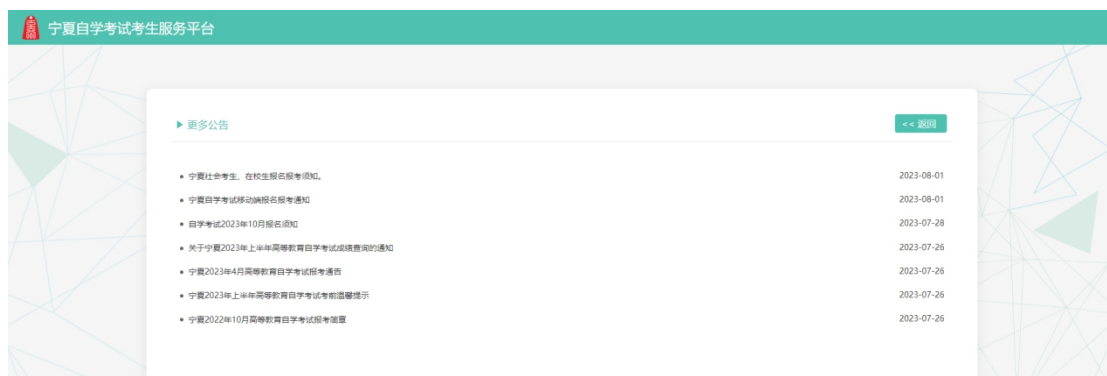 宁夏自学考试考生服务平台
更多公告
<< 返回
宁夏社会考生、在校生报名报考须知。 2023-08-01
宁夏自学考试移动端报名报考通知 2023-08-01
自学考试2023年10月报名须知 2023-07-28
关于宁夏2023年上半年高等教育自学考试成绩查询的通知 2023-07-26
宁夏2023年4月高等教育自学考试报考通告 2023-07-26
宁夏2023年上半年高等教育自学考试考前温馨提示 2023-07-26
宁夏2022年10月高等教育自学考试报考简章 2023-07-26